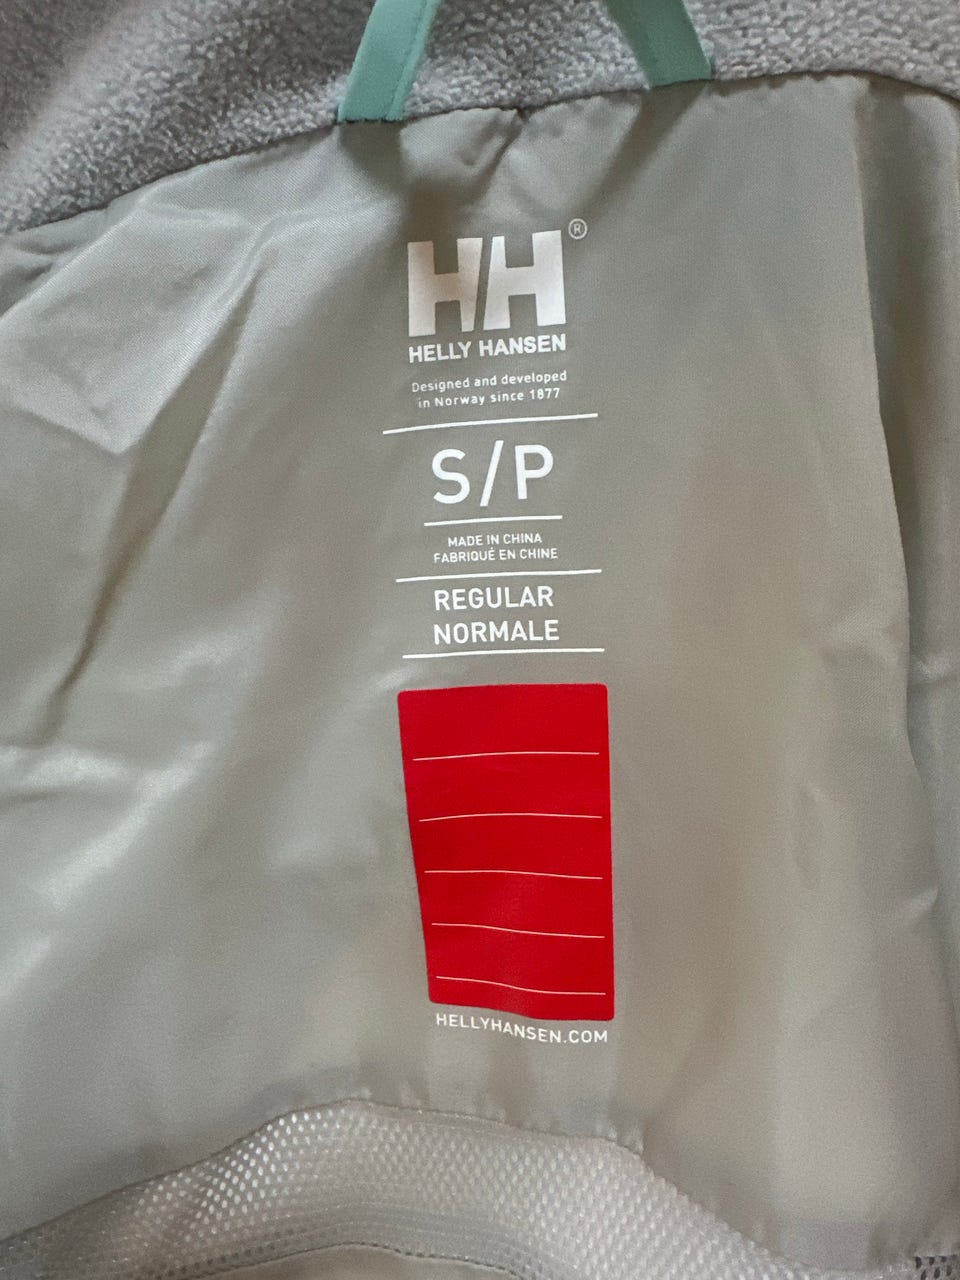 HH®
HELLY HANSEN
Designed and developed
in Norway since 1877
S/P
MADE IN CHINA
FABRIQUÉ EN CHINE
REGULAR
NORMALE
HELLYHANSEN.COM